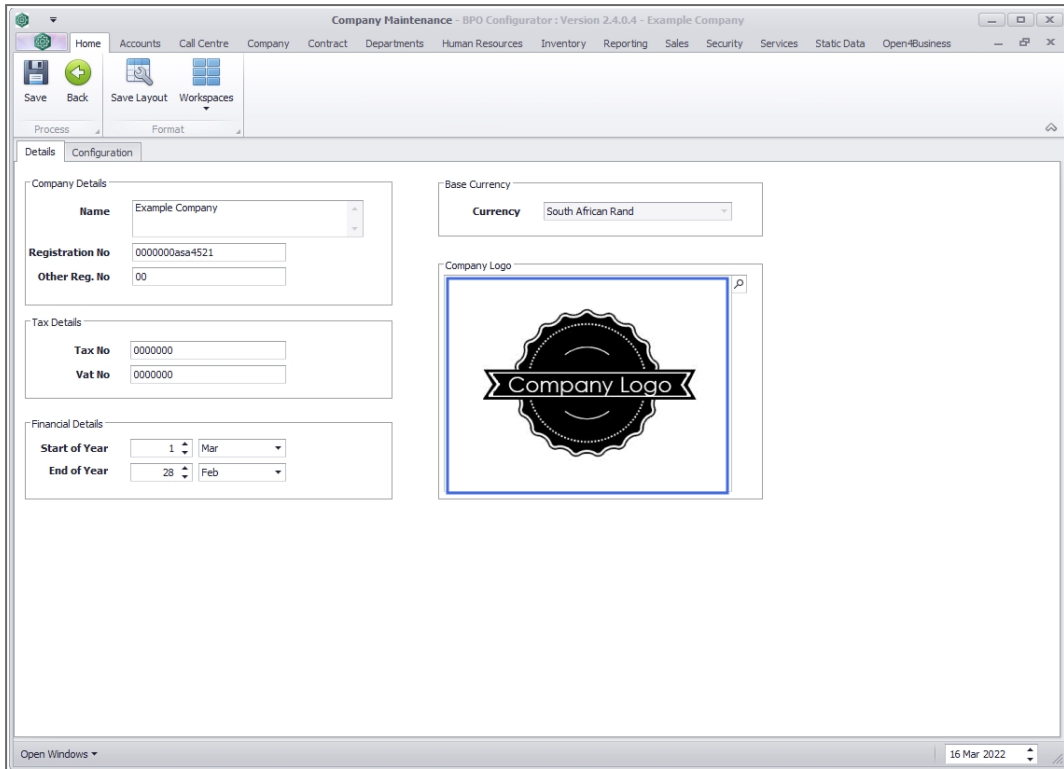 Company Maintenance - BPO Configurator : Version 2.4.0.4 - Example Company
Home Accounts Call Centre Company Contract Departments Human Resources Inventory Reporting Sales Security Services Static Data Open4Business
Save Back Save Layout Workspaces
Process Format
Details Configuration
Company Details
Name Example Company
Registration No 0000000asa4521
Other Reg. No 00
Base Currency
Currency South African Rand
Company Logo
Company Logo
Tax Details
Tax No 0000000
Vat No 0000000
Financial Details
Start of Year 1 Mar
End of Year 28 Feb
Open Windows 16 Mar 2022